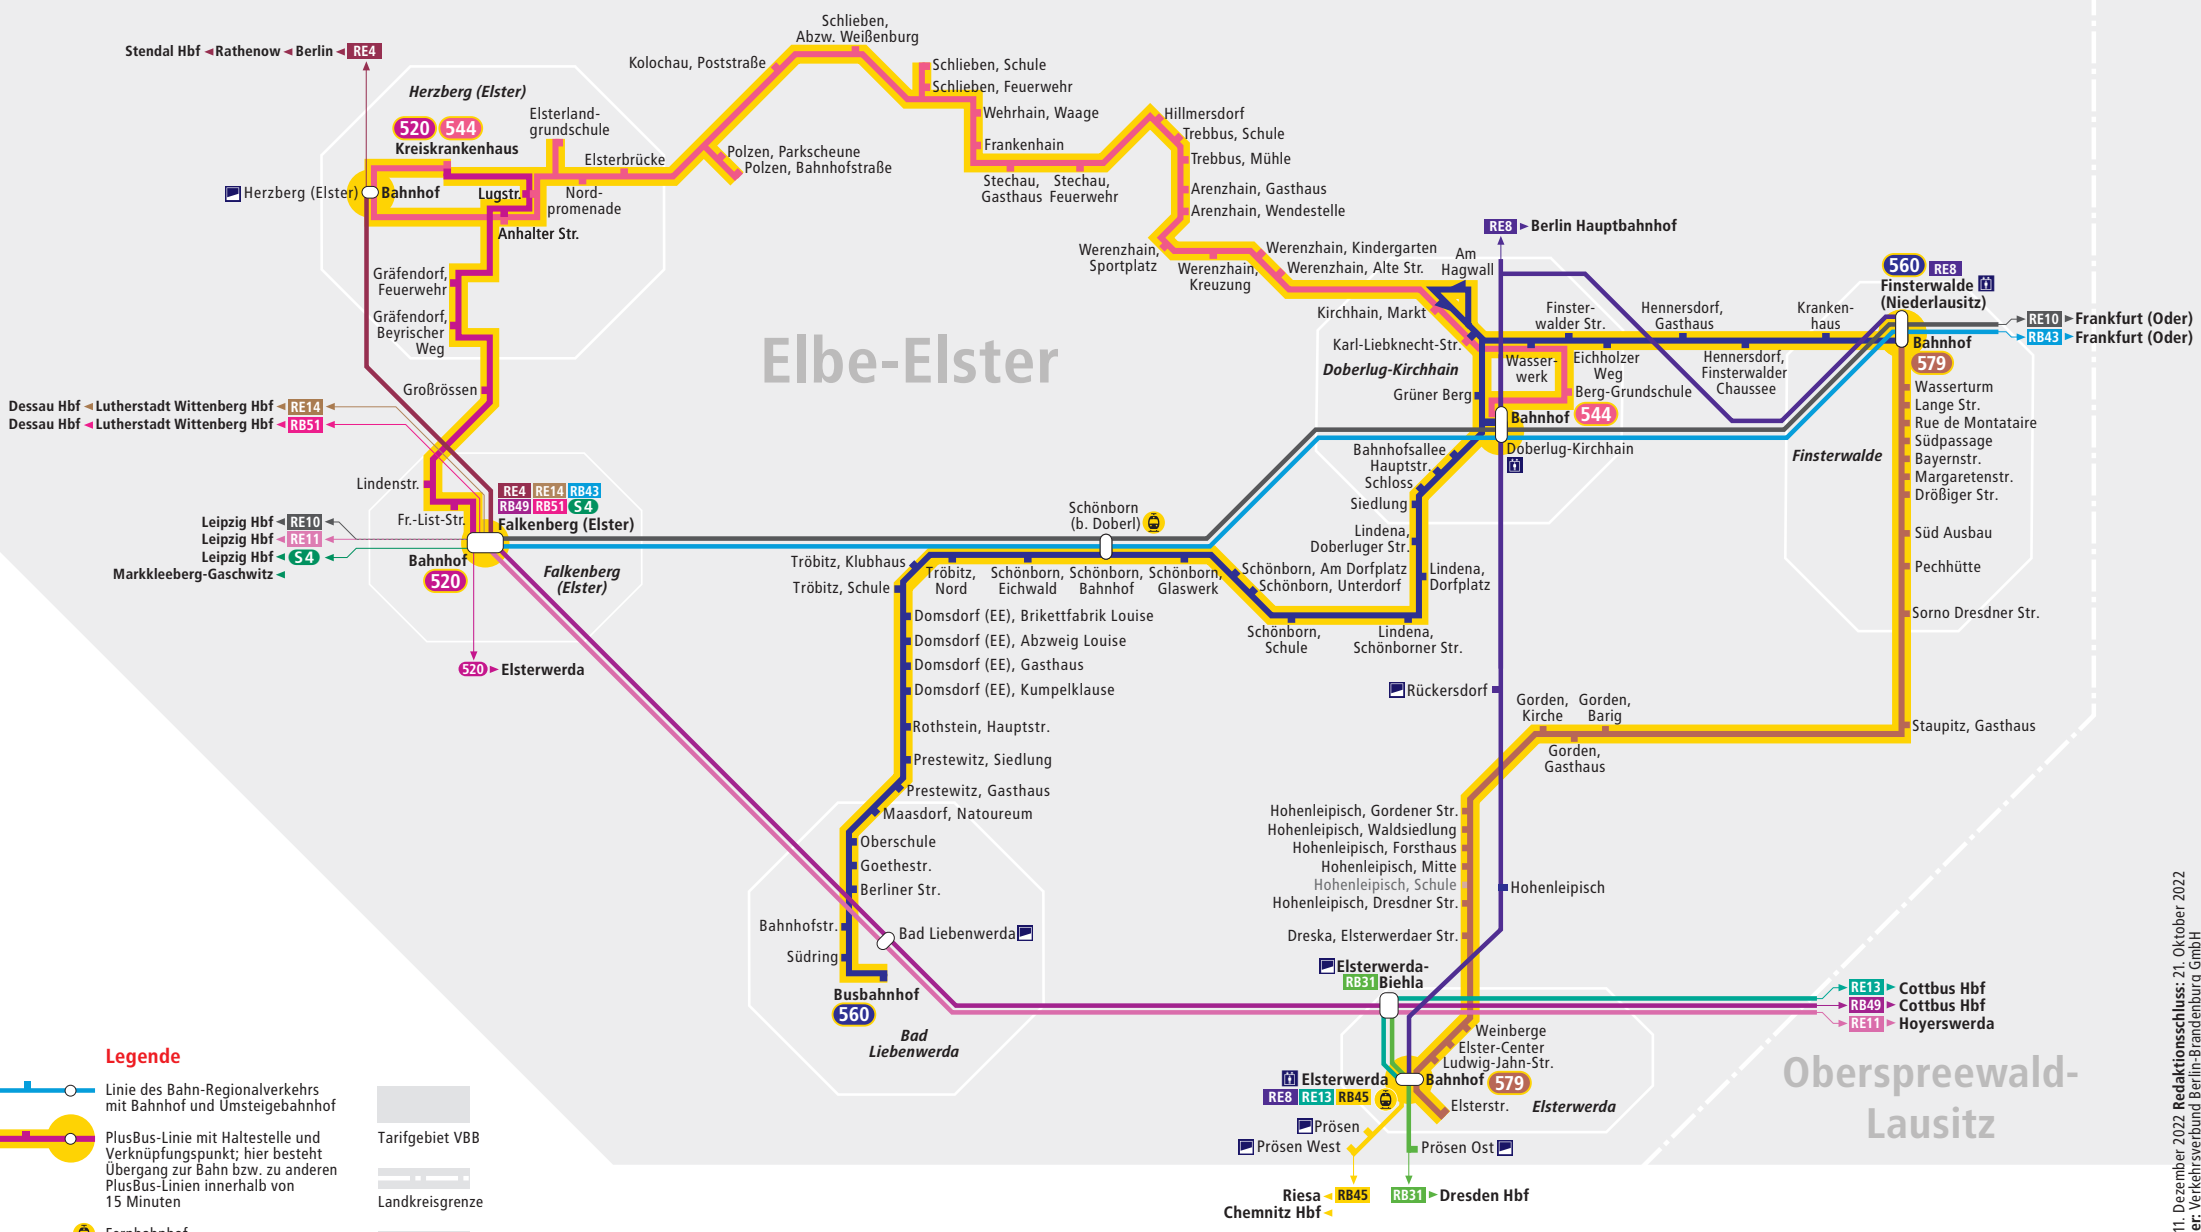 Stendal Hbf ◄ Rathenow ◄ Berlin ◄ RE4
Herzberg (Elster)
520 544
Kreiskrankenhaus
Herzberg (Elster)
Bahnhof
Lugstr.
Anhalter Str.
Elsterland-
grundschule
Elsterbrücke
Nord-
promenade
Kolochau, Poststraße
Schlieben,
Abzw. Weißenburg
Polzen, Parkscheune
Polzen, Bahnhofstraße
Schlieben, Schule
Schlieben, Feuerwehr
Wehrhain, Waage
Frankenhain
Stechau,
Gasthaus
Stechau,
Feuerwehr
Hillmersdorf
Trebbus, Schule
Trebbus, Mühle
Arenzhain, Gasthaus
Arenzhain, Wendestelle
Werenzhain,
Sportplatz
Werenzhain,
Kreuzung
Werenzhain, Kindergarten
Werenzhain, Alte Str.
Am
Hagwall
RE8 ► Berlin Hauptbahnhof
Kirchhain, Markt
Karl-Liebknecht-Str.
Doberlug-Kirchhain
Grüner Berg
Finster-
walder Str.
Wasser-
werk
Eichholzer
Weg
Berg-Grundschule
Bahnhof 544
Doberlug-Kirchhain
Hennersdorf,
Gasthaus
Hennersdorf,
Finsterwalder
Chaussee
Kranken-
haus
560 RE8
Finsterwalde
(Niederlausitz)
Bahnhof
579
RE10 ► Frankfurt (Oder)
RB43 ► Frankfurt (Oder)
Wasserturm
Lange Str.
Rue de Montataire
Südpassage
Bayernstr.
Margaretenstr.
Drößiger Str.
Finsterwalde
Süd Ausbau
Pechhütte
Sorno Dresdner Str.
Staupitz, Gasthaus
Elbe-Elster
Gräfendorf,
Feuerwehr
Gräfendorf,
Beyrischer
Weg
Großrössen
Dessau Hbf ◄ Lutherstadt Wittenberg Hbf ◄ RE14
Dessau Hbf ◄ Lutherstadt Wittenberg Hbf ◄ RB51
Lindenstr.
Fr.-List-Str.
RE4 RE14 RB43
RB49 RB51 S4
Falkenberg (Elster)
Leipzig Hbf ◄ RE10
Leipzig Hbf ◄ RE11
Leipzig Hbf ◄ S4
Markkleeberg-Gaschwitz ◄
Bahnhof
520
Falkenberg
(Elster)
520 ► Elsterwerda
Schönborn
(b. Doberl)
Bahnhofsallee
Hauptstr.
Schloss
Siedlung
Lindena,
Doberluger Str.
Lindena,
Dorfplatz
Lindena,
Schönborner Str.
Schönborn,
Schule
Schönborn, Am Dorfplatz
Schönborn, Unterdorf
Schönborn,
Glaswerk
Schönborn,
Bahnhof
Schönborn,
Eichwald
Tröbitz,
Nord
Tröbitz, Klubhaus
Tröbitz, Schule
Domsdorf (EE), Brikettfabrik Louise
Domsdorf (EE), Abzweig Louise
Domsdorf (EE), Gasthaus
Domsdorf (EE), Kumpelklause
Rothstein, Hauptstr.
Prestewitz, Siedlung
Prestewitz, Gasthaus
Maasdorf, Natoureum
Oberschule
Goethestr.
Berliner Str.
Bahnhofstr.
Südring
Bad Liebenwerda
Busbahnhof
560
Bad
Liebenwerda
Rückersdorf
Gorden,
Kirche
Gorden,
Barig
Gorden,
Gasthaus
Hohenleipisch, Gordener Str.
Hohenleipisch, Waldsiedlung
Hohenleipisch, Forsthaus
Hohenleipisch, Mitte
Hohenleipisch, Schule
Hohenleipisch, Dresdner Str.
Hohenleipisch
Dreska, Elsterwerdaer Str.
Elsterwerda-
RB31 Biehla
RE13 ► Cottbus Hbf
RB49 ► Cottbus Hbf
RE11 ► Hoyerswerda
Weinberge
Elster-Center
Ludwig-Jahn-Str.
Elsterwerda
Bahnhof 579
RE8 RE13 RB45
Elsterstr.
Elsterwerda
Prösen
Prösen West
Prösen Ost
Riesa ◄ RB45
Chemnitz Hbf ◄
RB31 ► Dresden Hbf
Oberspreewald-
Lausitz
Legende
Linie des Bahn-Regionalverkehrs
mit Bahnhof und Umsteigebahnhof
PlusBus-Linie mit Haltestelle und
Verknüpfungspunkt; hier besteht
Übergang zur Bahn bzw. zu anderen
PlusBus-Linien innerhalb von
15 Minuten
Tarifgebiet VBB
Landkreisgrenze
11. Dezember 2022 Redaktionsschluss: 21. Oktober 2022
er: Verkehrsverbund Berlin-Brandenburg GmbH